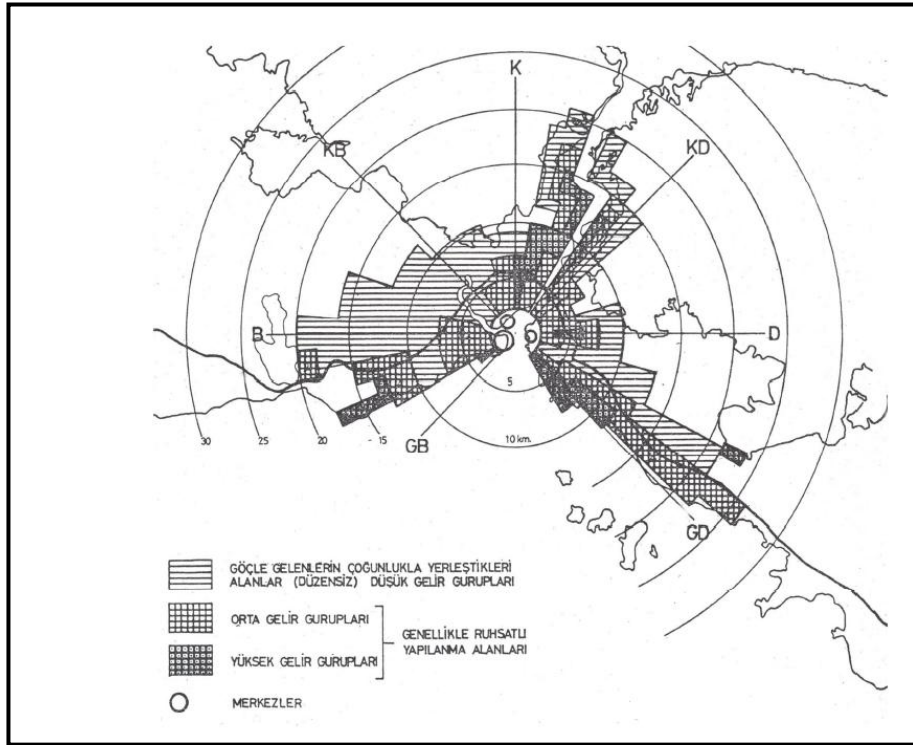 K
KB
KD
B
D
5
30
25
20
15
10 km.
GB
GD
GÖÇLE GELENLERİN ÇOĞUNLUKLA YERLEŞTİKLERİ
ALANLAR (DÜZENSİZ) DÜŞÜK GELİR GURUPLARI
ORTA GELİR GURUPLARI
GENELLİKLE RUHSATLI
YAPILANMA ALANLARI
YÜKSEK GELİR GURUPLARI
MERKEZLER